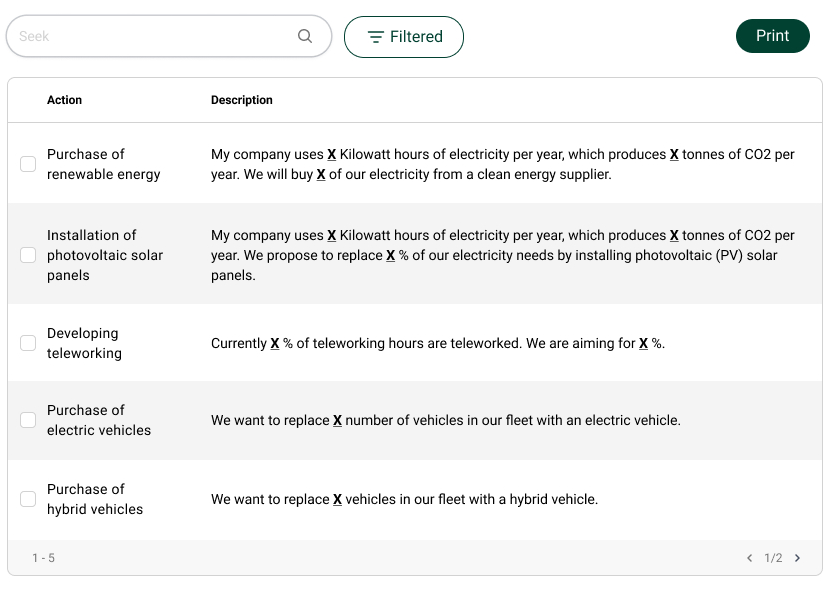 Seek
Filtered
Print
Action
Description
Purchase of
renewable energy
My company uses X Kilowatt hours of electricity per year, which produces X tonnes of CO2 per
year. We will buy X of our electricity from a clean energy supplier.
Installation of
photovoltaic solar
panels
My company uses X Kilowatt hours of electricity per year, which produces X tonnes of CO2 per
year. We propose to replace X % of our electricity needs by installing photovoltaic (PV) solar
panels.
Developing
teleworking
Currently X % of teleworking hours are teleworked. We are aiming for X %.
Purchase of
electric vehicles
We want to replace X number of vehicles in our fleet with an electric vehicle.
Purchase of
hybrid vehicles
We want to replace X vehicles in our fleet with a hybrid vehicle.
1 - 5
1/2